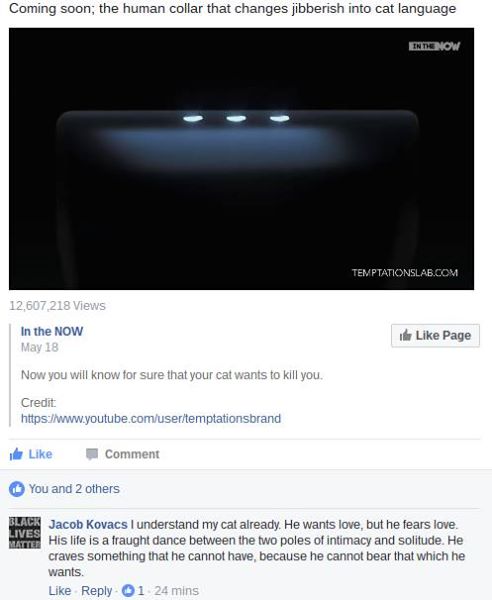 Coming soon; the human collar that changes jibberish into cat language
IN THE NOW
TEMPTATIONSLAB.COM
12,607,218 Views
In the NOW
Like Page
May 18
Now you will know for sure that your cat wants to kill you.
Credit:
https://www.youtube.com/user/temptationsbrand
Like Comment
You and 2 others
BLACK
LIVES
MATTER
Jacob Kovacs I understand my cat already. He wants love, but he fears love.
His life is a fraught dance between the two poles of intimacy and solitude. He
craves something that he cannot have, because he cannot bear that which he
wants.
Like · Reply · 1 · 24 mins